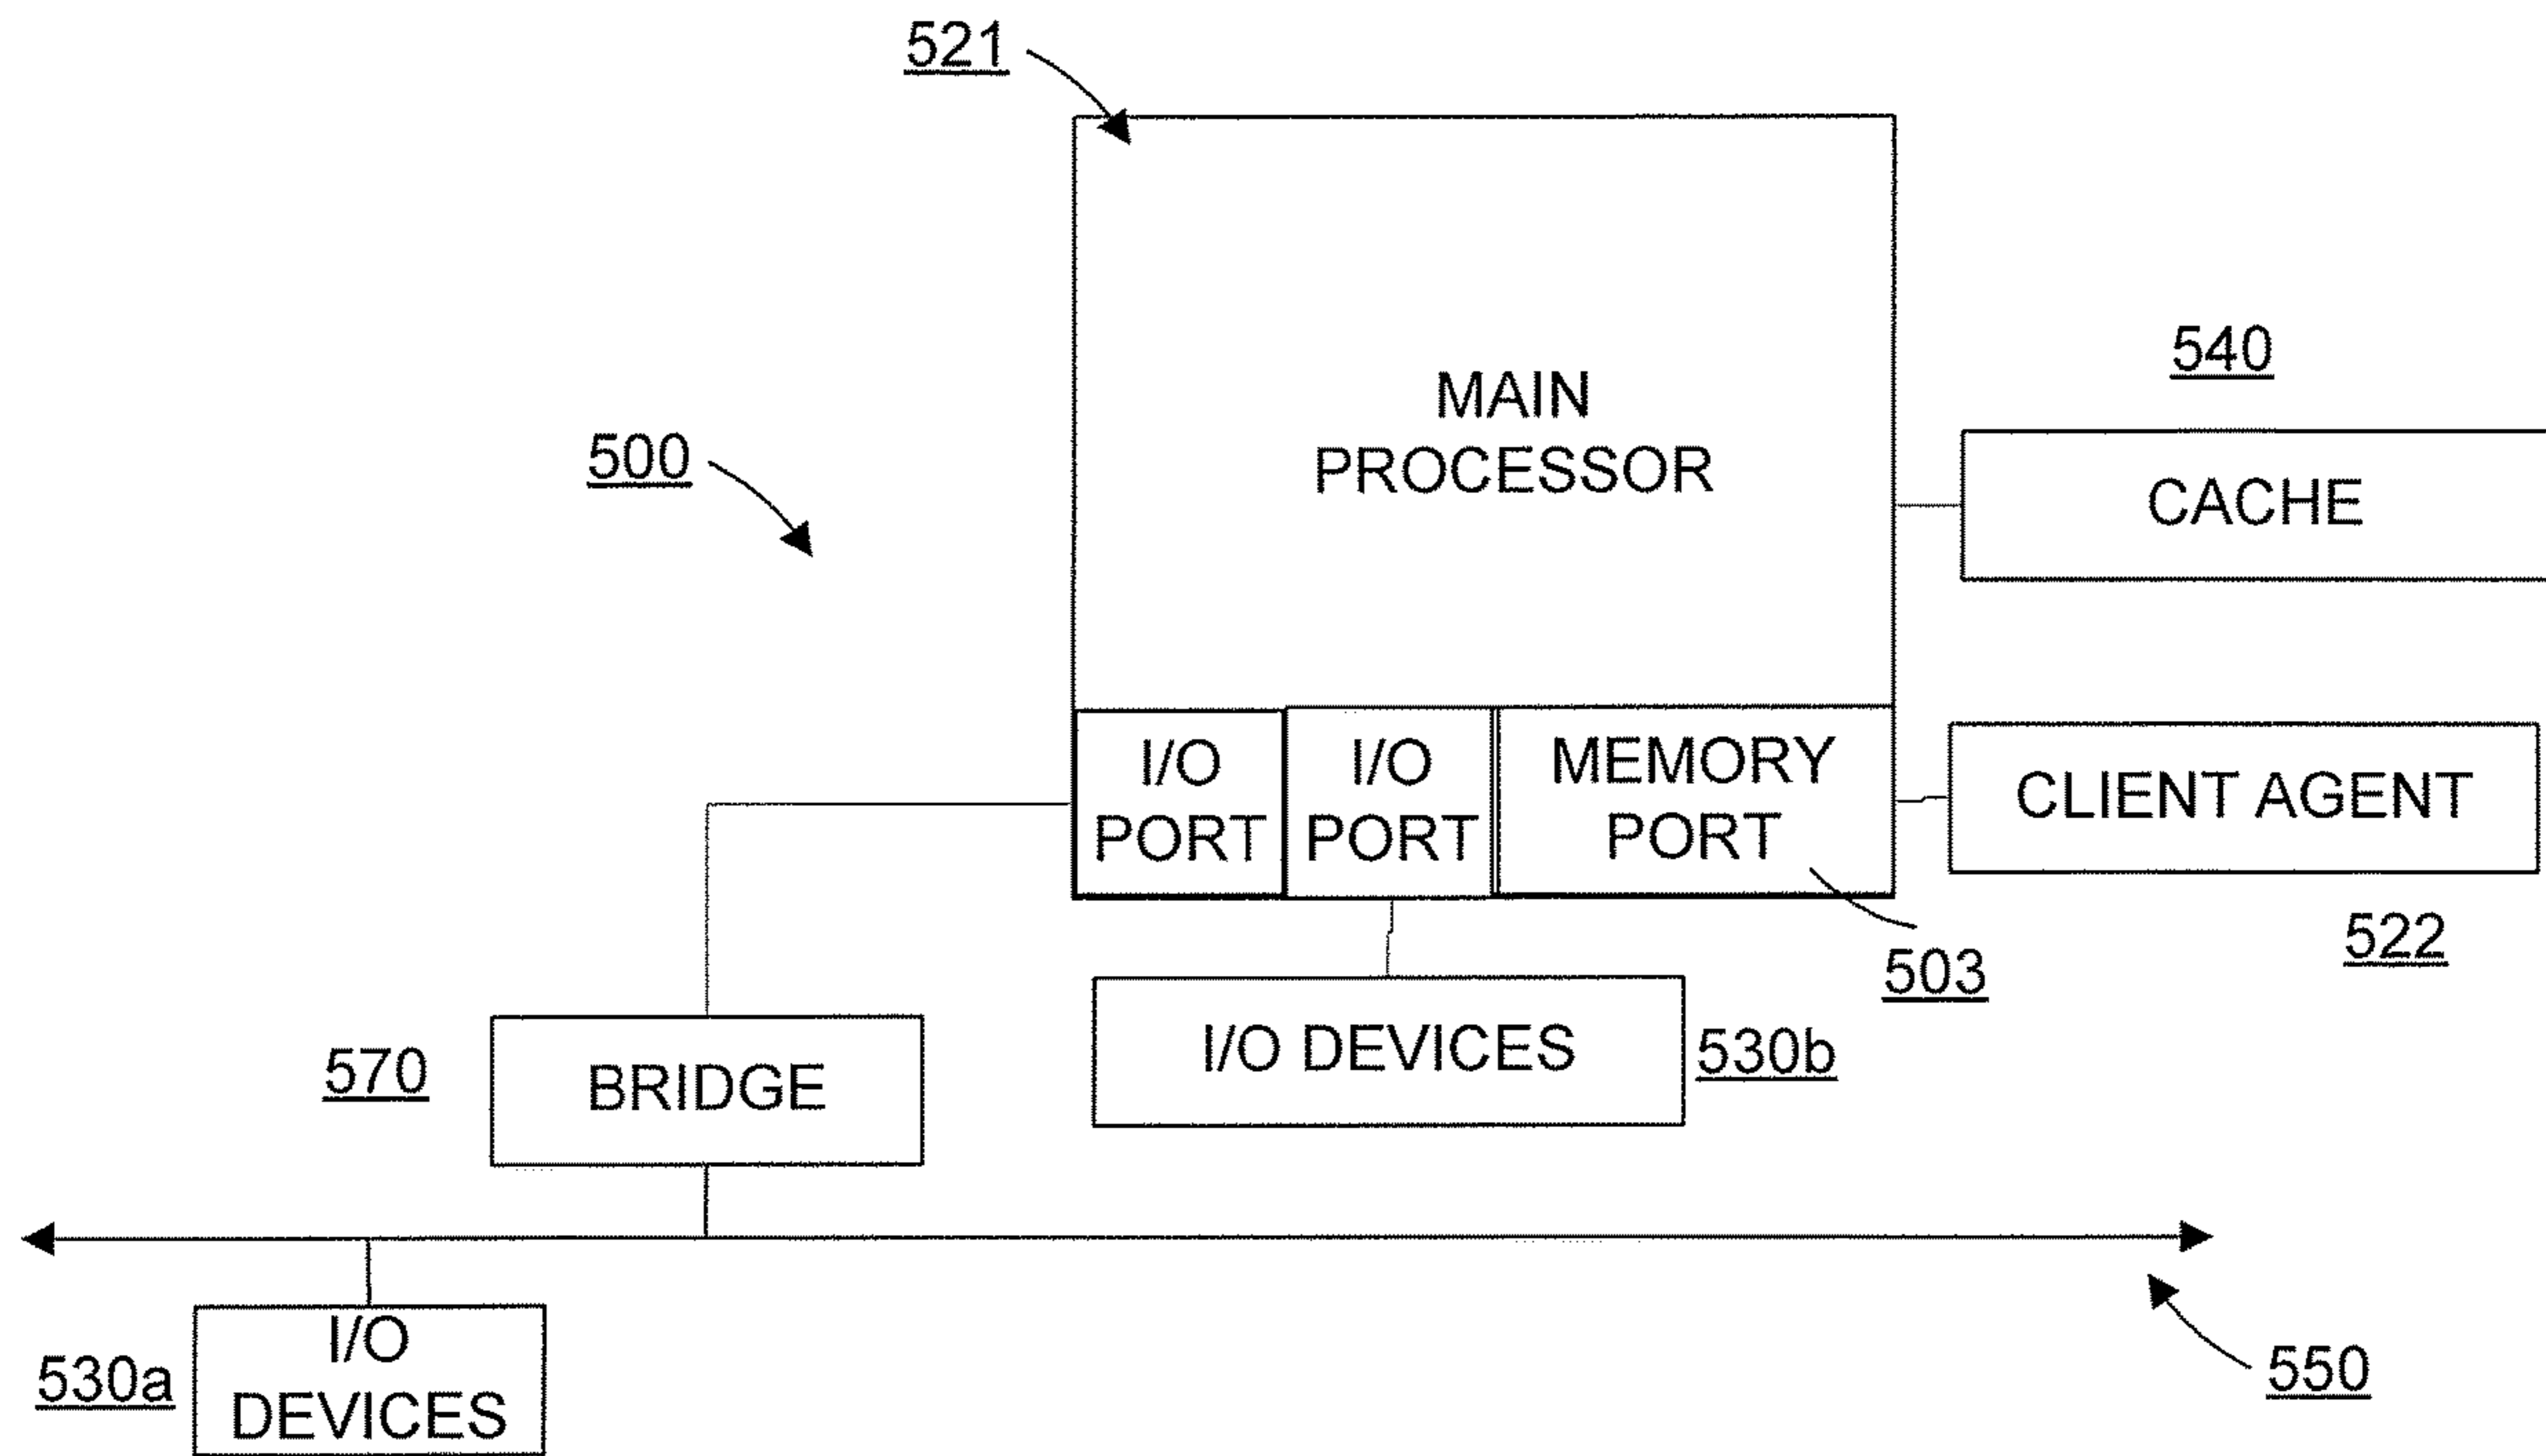 521
MAIN
PROCESSOR
540
500
CACHE
I/O
PORT
I/O
PORT
MEMORY
PORT
CLIENT AGENT
522
503
570
BRIDGE
I/O DEVICES
530b
530a
I/O
DEVICES
550